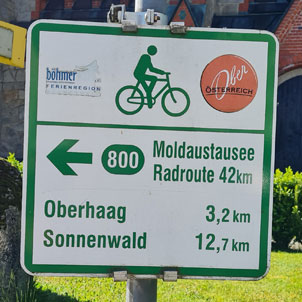 böhmer
FERIENREGION
Ober
ÖSTERREICH
800
Moldaustausee
Radroute 42km
Oberhaag 3,2 km
Sonnenwald 12,7 km